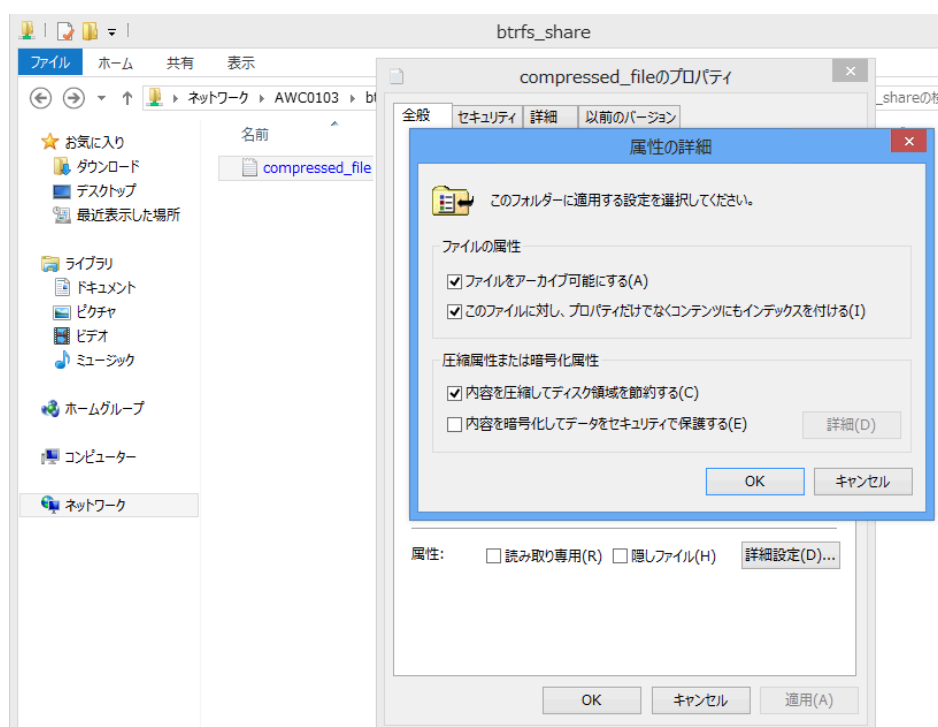 btrfs_share
ファイル ホーム 共有 表示
ネットワーク AWC0103
_shareの検
お気に入り
ダウンロード
デスクトップ
最近表示した場所
ライブラリ
ドキュメント
ピクチャ
ビデオ
ミュージック
ホームグループ
コンピューター
ネットワーク
名前
compressed_file
compressed_fileのプロパティ
全般 セキュリティ 詳細 以前のバージョン
属性の詳細
このフォルダーに適用する設定を選択してください。
ファイルの属性
ファイルをアーカイブ可能にする(A)
このファイルに対し、プロパティだけでなくコンテンツにもインデックスを付ける(I)
圧縮属性または暗号化属性
内容を圧縮してディスク領域を節約する(C)
内容を暗号化してデータをセキュリティで保護する(E) 詳細(D)
OK キャンセル
属性: 読み取り専用(R) 隠しファイル(H) 詳細設定(D)...
OK キャンセル 適用(A)